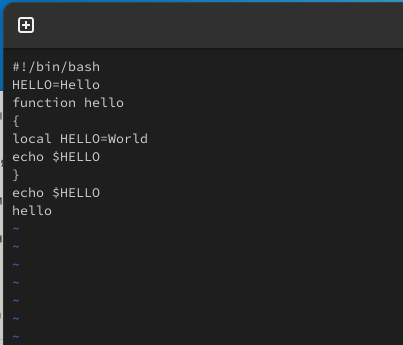 #!/bin/bash
HELLO=Hello
function hello
{
local HELLO=World
echo $HELLO
}
echo $HELLO
hello
~
~
~
~
~
~
~